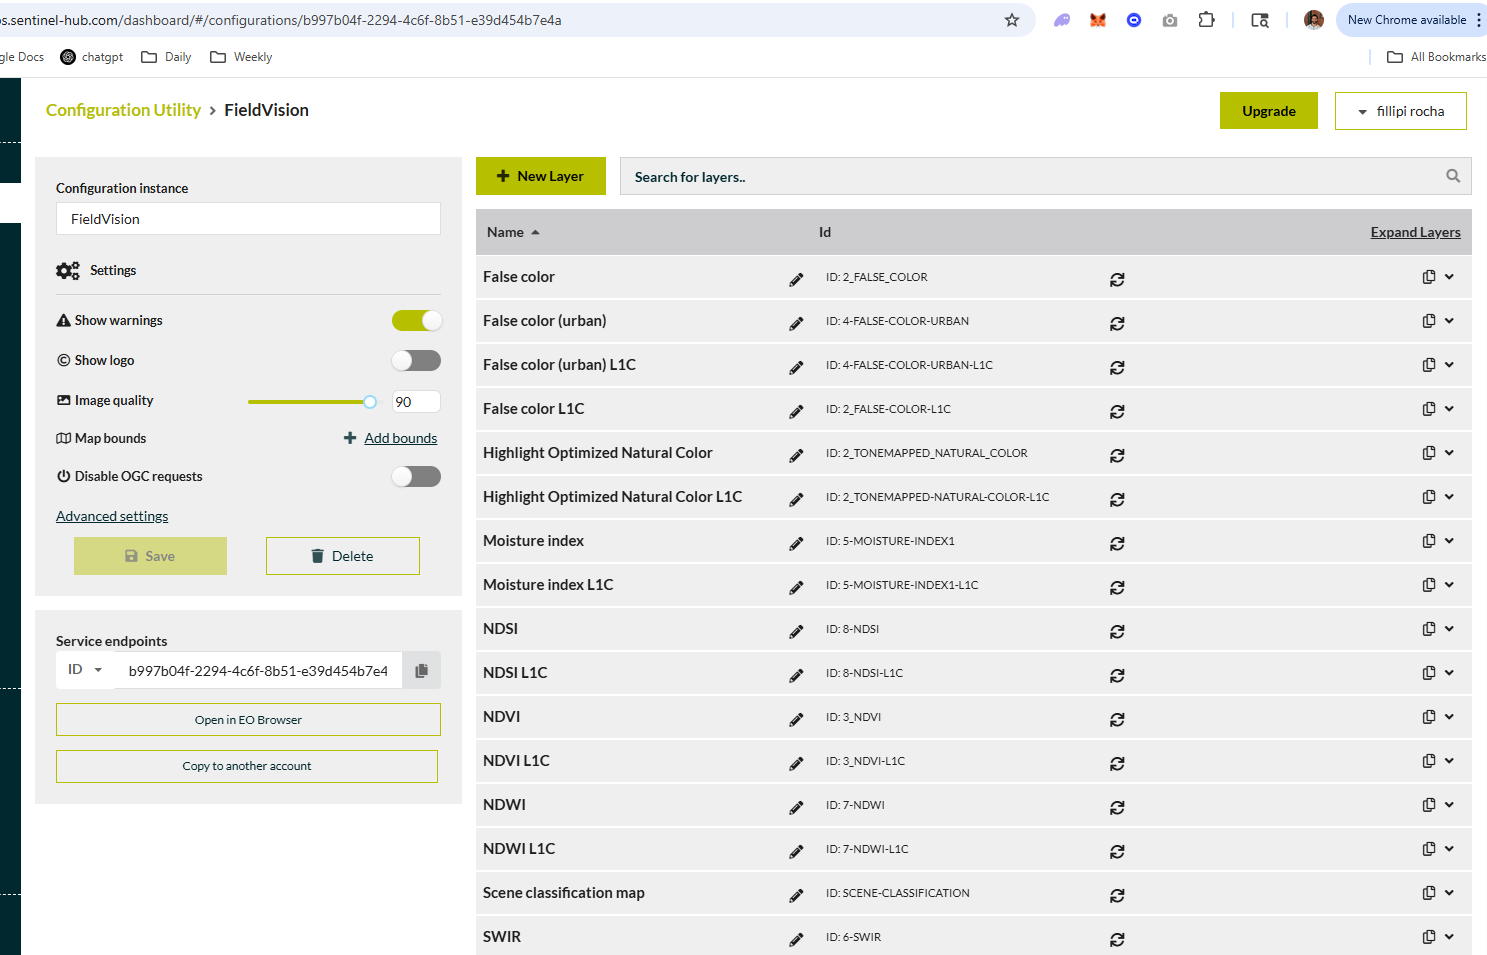 os.sentinel-hub.com/dashboard/#/configurations/b997b04f-2294-4c6f-8b51-e39d454b7e4a
New Chrome available
gle Docs
chatgpt
Daily
Weekly
All Bookmarks
Configuration Utility > FieldVision
Upgrade
fillipi rocha
Configuration instance
FieldVision
Settings
Show warnings
Show logo
Image quality
90
Map bounds
Add bounds
Disable OGC requests
Advanced settings
Save
Delete
Service endpoints
ID
b997b04f-2294-4c6f-8b51-e39d454b7e4
Open in EO Browser
Copy to another account
New Layer
Search for layers..
Name
Id
Expand Layers
False color
ID: 2_FALSE_COLOR
False color (urban)
ID: 4-FALSE-COLOR-URBAN
False color (urban) L1C
ID: 4-FALSE-COLOR-URBAN-L1C
False color L1C
ID: 2_FALSE-COLOR-L1C
Highlight Optimized Natural Color
ID: 2_TONEMAPPED_NATURAL_COLOR
Highlight Optimized Natural Color L1C
ID: 2_TONEMAPPED-NATURAL-COLOR-L1C
Moisture index
ID: 5-MOISTURE-INDEX1
Moisture index L1C
ID: 5-MOISTURE-INDEX1-L1C
NDSI
ID: 8-NDSI
NDSI L1C
ID: 8-NDSI-L1C
NDVI
ID: 3_NDVI
NDVI L1C
ID: 3_NDVI-L1C
NDWI
ID: 7-NDWI
NDWI L1C
ID: 7-NDWI-L1C
Scene classification map
ID: SCENE-CLASSIFICATION
SWIR
ID: 6-SWIR